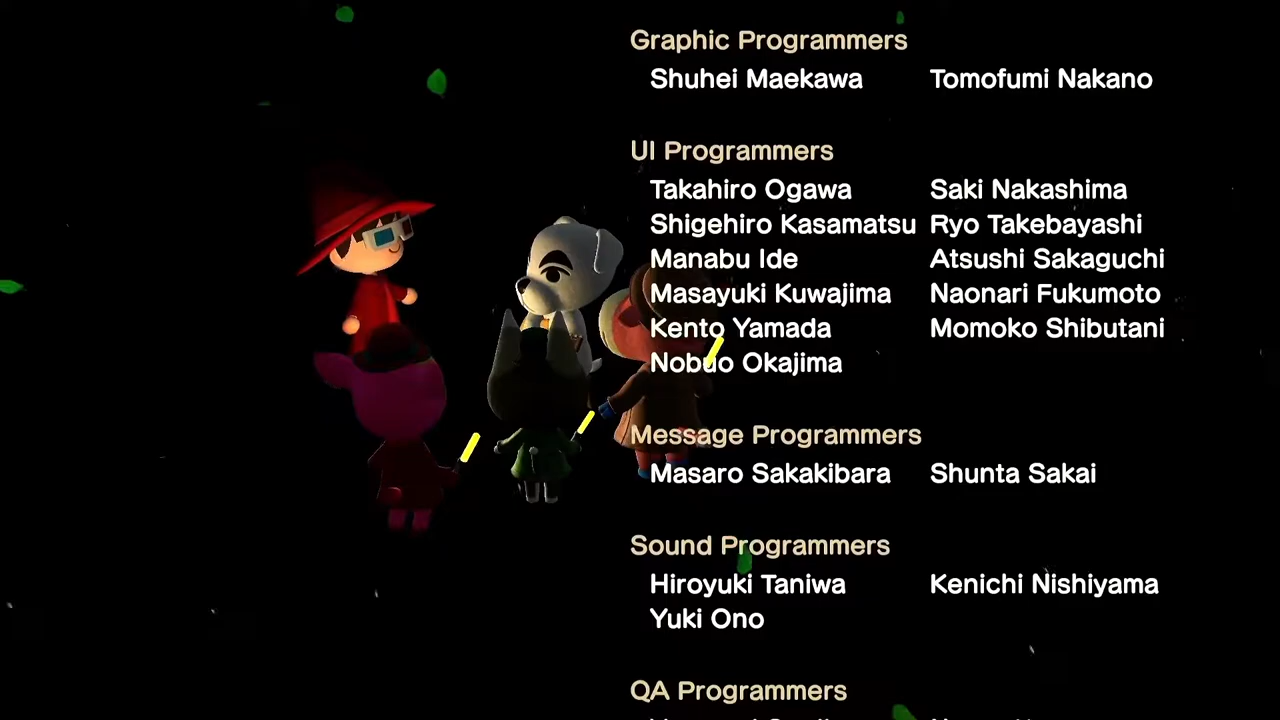 Graphic Programmers
Shuhei Maekawa Tomofumi Nakano
UI Programmers
Takahiro Ogawa Saki Nakashima
Shigehiro Kasamatsu Ryo Takebayashi
Manabu Ide Atsushi Sakaguchi
Masayuki Kuwajima Naonari Fukumoto
Kento Yamada Momoko Shibutani
Nobuo Okajima
Message Programmers
Masaro Sakakibara Shunta Sakai
Sound Programmers
Hiroyuki Taniwa Kenichi Nishiyama
Yuki Ono
QA Programmers